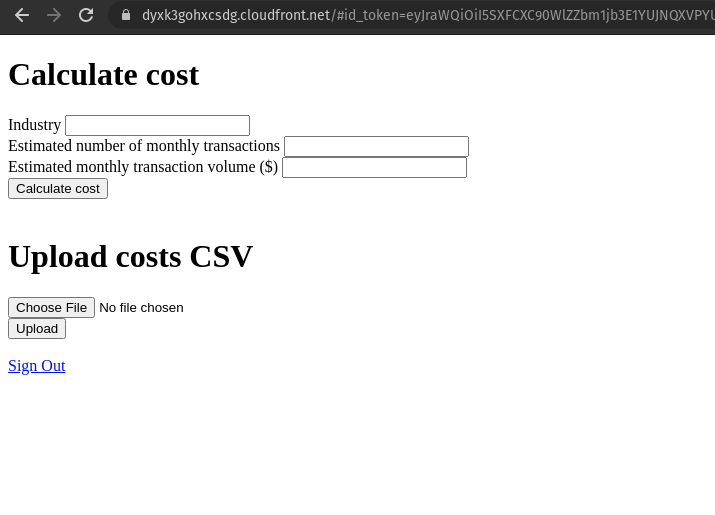 dyxk3gohxcsdg.cloudfront.net/#id_token=eyJraWQiOiI5SXFCXC90WlZZbm1jb3E1YUJNQXVPYU
Calculate cost
Industry
Estimated number of monthly transactions
Estimated monthly transaction volume ($)
Calculate cost
Upload costs CSV
Choose File No file chosen
Upload
Sign Out